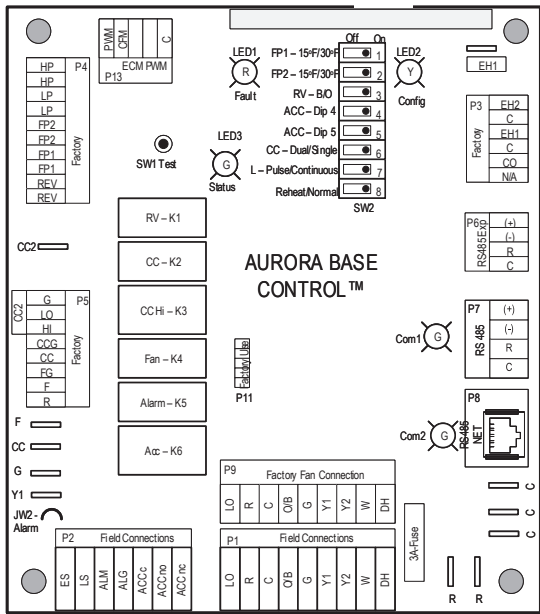 PWM
CFM
C
ECM PWM
P13
LED1
R
Fault
Off On
FP1 – 15°F/30°F 1
FP2 – 15°F/30°F 2
RV – B/O 3
ACC – Dip 4 4
ACC – Dip 5 5
CC – Dual/Single 6
L – Pulse/Continuous 7
Reheat/Normal 8
SW2
LED2
Y
Config
EH1
HP
HP
LP
LP
FP2
FP2
FP1
FP1
REV
REV
P4
Factory
SW1 Test
LED3
G
Status
P3
Factory
EH2
C
EH1
C
CO
N/A
RV – K1
CC – K2
CC Hi – K3
Fan – K4
Alarm – K5
Acc – K6
CC2
AURORA BASE
CONTROL™
P6
RS485 Exp
(+)
(-)
R
C
CC2
G
LO
HI
CCG
CC
FG
F
R
P5
Factory
Factory Use
P11
Com1
G
P7
RS 485
(+)
(-)
R
C
Com2
G
P8
RS485
NET
F
CC
G
Y1
JW2 -
Alarm
P9 Factory Fan Connection
LO R C O/B G Y1 Y2 W DH
3A-Fuse
C
C
C
P2 Field Connections
ES LS ALM ALG ACC c ACC no ACC nc
P1 Field Connections
LO R C O/B G Y1 Y2 W DH
R R